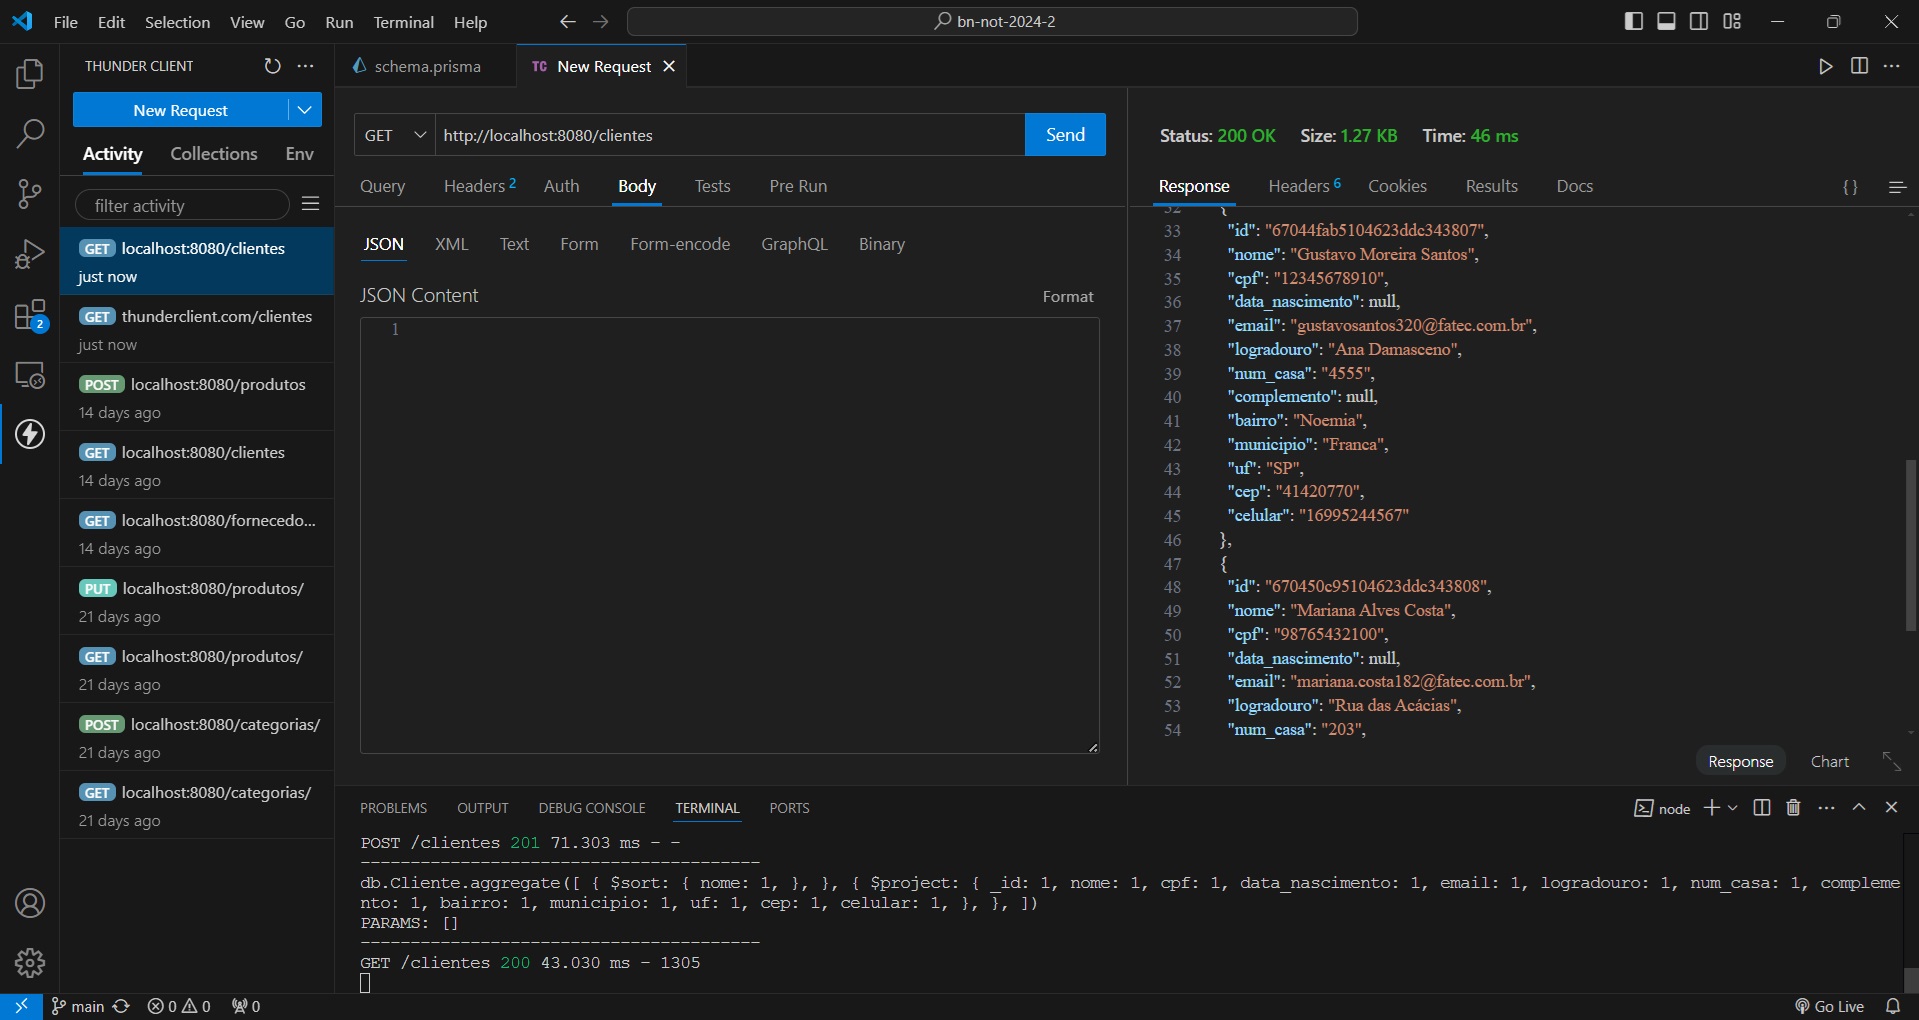 File Edit Selection View Go Run Terminal Help
bn-not-2024-2
THUNDER CLIENT
New Request
Activity Collections Env
filter activity
GET localhost:8080/clientes
just now
GET thunderclient.com/clientes
just now
POST localhost:8080/produtos
14 days ago
GET localhost:8080/clientes
14 days ago
GET localhost:8080/fornecedo...
14 days ago
PUT localhost:8080/produtos/
21 days ago
GET localhost:8080/produtos/
21 days ago
POST localhost:8080/categorias/
21 days ago
GET localhost:8080/categorias/
21 days ago
2
schema.prisma
TC New Request
GET http://localhost:8080/clientes Send
Query Headers 2 Auth Body Tests Pre Run
JSON XML Text Form Form-encode GraphQL Binary
JSON Content Format
1
Status: 200 OK Size: 1.27 KB Time: 46 ms
Response Headers 6 Cookies Results Docs {}
32 {
33 "id": "67044fab5104623ddc343807",
34 "nome": "Gustavo Moreira Santos",
35 "cpf": "12345678910",
36 "data_nascimento": null,
37 "email": "gustavosantos320@fatec.com.br",
38 "logradouro": "Ana Damasceno",
39 "num_casa": "4555",
40 "complemento": null,
41 "bairro": "Noemia",
42 "municipio": "Franca",
43 "uf": "SP",
44 "cep": "41420770",
45 "celular": "16995244567"
46 },
47 {
48 "id": "670450c95104623ddc343808",
49 "nome": "Mariana Alves Costa",
50 "cpf": "98765432100",
51 "data_nascimento": null,
52 "email": "mariana.costa182@fatec.com.br",
53 "logradouro": "Rua das Acácias",
54 "num_casa": "203",
Response Chart
PROBLEMS OUTPUT DEBUG CONSOLE TERMINAL PORTS
node
POST /clientes 201 71.303 ms - -
----------------------------------------
db.Cliente.aggregate([ { $sort: { nome: 1, }, }, { $project: { _id: 1, nome: 1, cpf: 1, data_nascimento: 1, email: 1, logradouro: 1, num_casa: 1, compleme
nto: 1, bairro: 1, municipio: 1, uf: 1, cep: 1, celular: 1, }, }, ])
PARAMS: []
----------------------------------------
GET /clientes 200 43.030 ms - 1305
main 0 0 0 Go Live